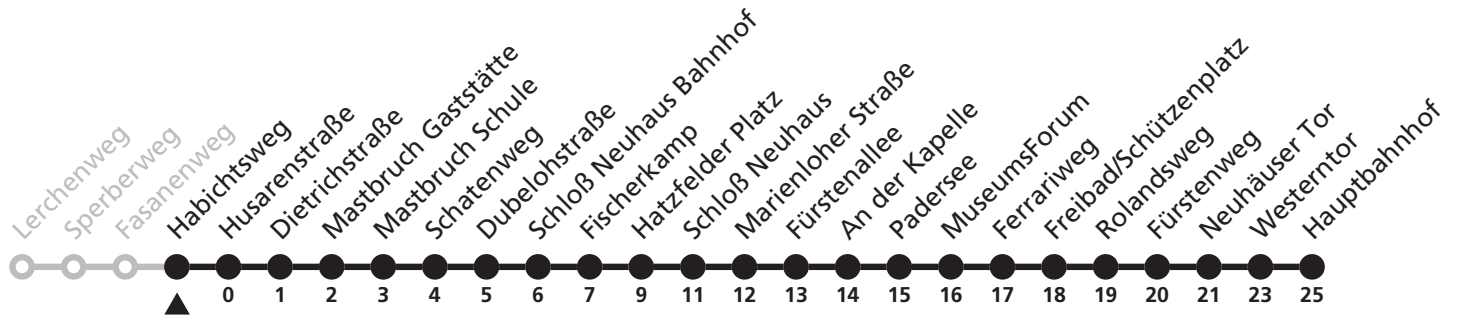 Lerchenweg
Sperberweg
Fasanenweg
Habichtsweg
Husarenstraße
Dietrichstraße
Mastbruch Gaststätte
Mastbruch Schule
Schatenweg
Dubelohstraße
Schloß Neuhaus Bahnhof
Fischerkamp
Hatzfelder Platz
Schloß Neuhaus
Marienloher Straße
Fürstenallee
An der Kapelle
Padersee
MuseumsForum
Ferrariweg
Freibad/Schützenplatz
Rolandsweg
Fürstenweg
Neuhäuser Tor
Westerntor
Hauptbahnhof
0 1 2 3 4 5 6 7 9 11 12 13 14 15 16 17 18 19 20 21 23 25